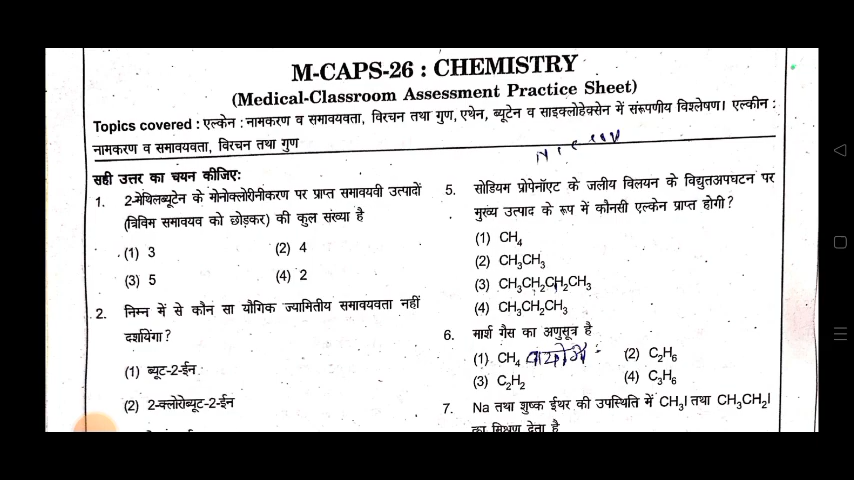 M-CAPS-26 : CHEMISTRY
(Medical-Classroom Assessment Practice Sheet)
Topics covered : एल्केन : नामकरण व समावयवता, विरचन तथा गुण, एथेन, ब्यूटेन व साइक्लोहेक्सेन में संरूपणीय विश्लेषण। एल्कीन :
नामकरण व समावयवता, विरचन तथा गुण
सही उत्तर का चयन कीजिए:
1. 2-मेथिलब्यूटेन के मोनोक्लोरीनीकरण पर प्राप्त समावयवी उत्पादों
(त्रिविम समावयव को छोड़कर) की कुल संख्या है
(1) 3 (2) 4
(3) 5 (4) 2
2. निम्न में से कौन सा यौगिक ज्यामितीय समावयवता नहीं
दर्शायेगा?
(1) ब्यूट-2-ईन
(2) 2-क्लोरोब्यूट-2-ईन
5. सोडियम प्रोपेनॉएट के जलीय विलयन के विद्युतअपघटन पर
मुख्य उत्पाद के रूप में कौनसी एल्केन प्राप्त होगी?
(1) CH₄
(2) CH₃CH₃
(3) CH₃CH₂CH₂CH₃
(4) CH₃CH₂CH₃
6. मार्श गैस का अणुसूत्र है
(1) CH₄ (2) C₂H₆
(3) C₂H₂ (4) C₃H₆
7. Na तथा शुष्क ईथर की उपस्थिति में CH₃I तथा CH₃CH₂I
का मिश्रण देता है